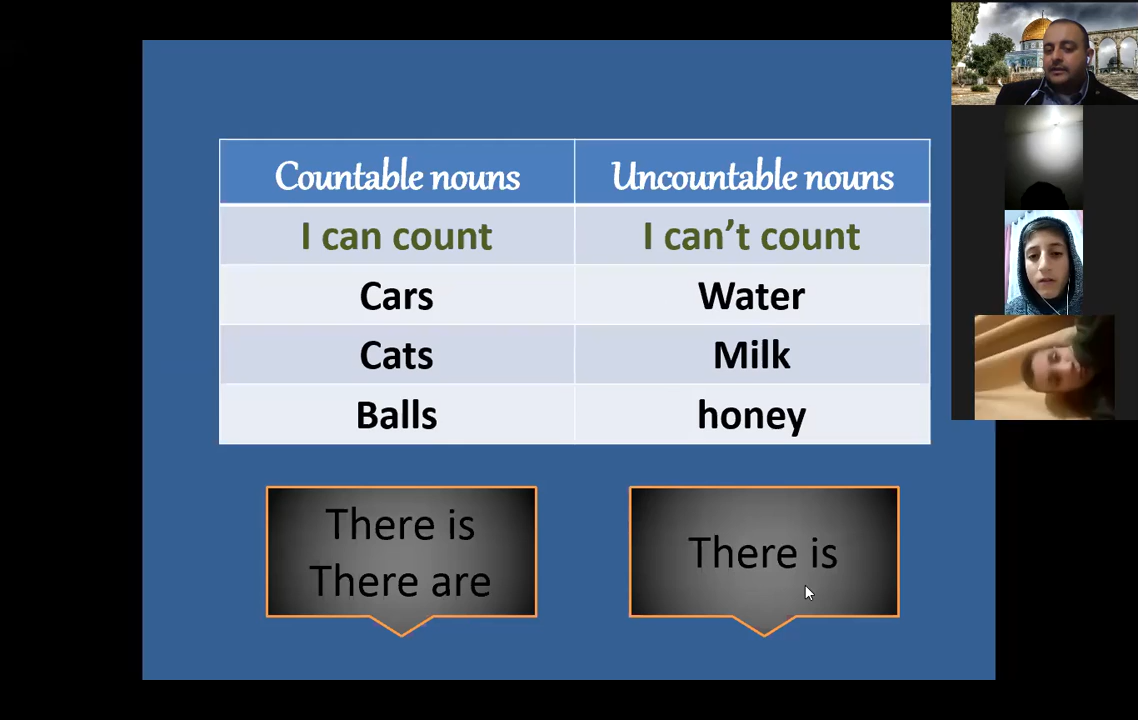 Countable nouns
Uncountable nouns
I can count
I can’t count
Cars
Water
Cats
Milk
Balls
honey
There is
There are
There is